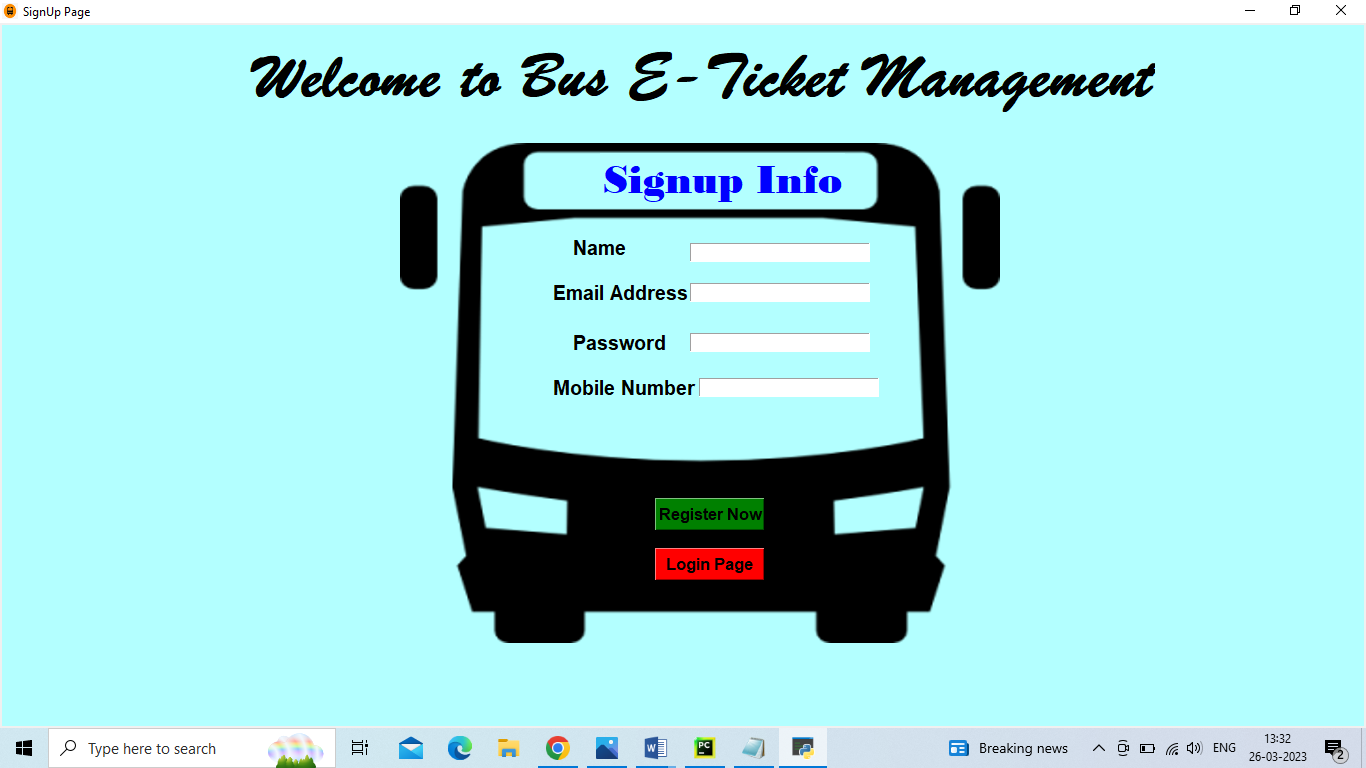 SignUp Page
Welcome to Bus E-Ticket Management
Signup Info
Name
Email Address
Password
Mobile Number
Register Now
Login Page
Type here to search
PC
Breaking news
ENG
13:32
26-03-2023
2